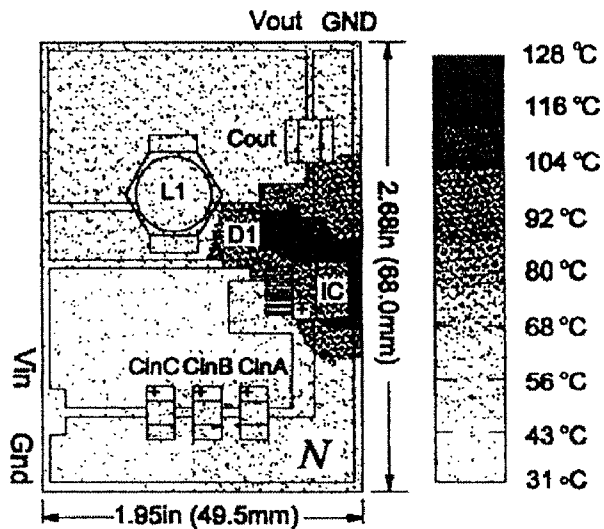 Vout GND
128 °C
116 °C
104 °C
92 °C
80 °C
68 °C
56 °C
43 °C
31 °C
Cout
L1
D1
IC
+
2.68in (68.0mm)
Vin
Gnd
CinC CinB CinA
+ + +
N
1.95in (49.5mm)